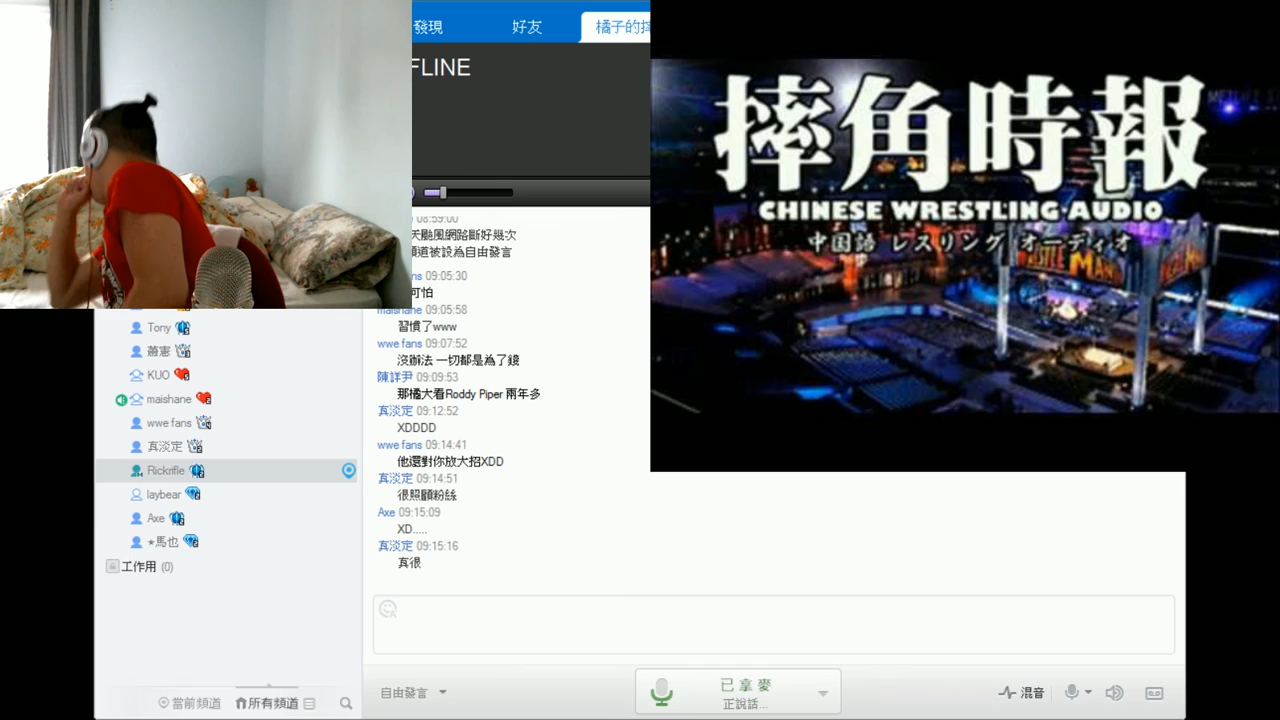 發現
好友
橘子的摔
FLINE
摔角時報
CHINESE WRESTLING AUDIO
中国語 レスリング オーディオ
08:59:00
天颱風網路斷好幾次
頻道被設為自由發言
ns 09:05:30
可怕
maishane 09:05:58
習慣了www
wwe fans 09:07:52
沒辦法 一切都是為了錢
陳詳尹 09:09:53
那橘大看Roddy Piper 兩年多
真淡定 09:12:52
XDDDD
wwe fans 09:14:41
他還對你放大招XDD
真淡定 09:14:51
很照顧粉絲
Axe 09:15:09
XD.....
真淡定 09:15:16
真很
Tony
蕭憲
KUO
maishane
wwe fans
真淡定
Rickrifle
laybear
Axe
★馬也
工作用 (0)
當前頻道
所有頻道
自由發言
已拿麥
正說話...
混音